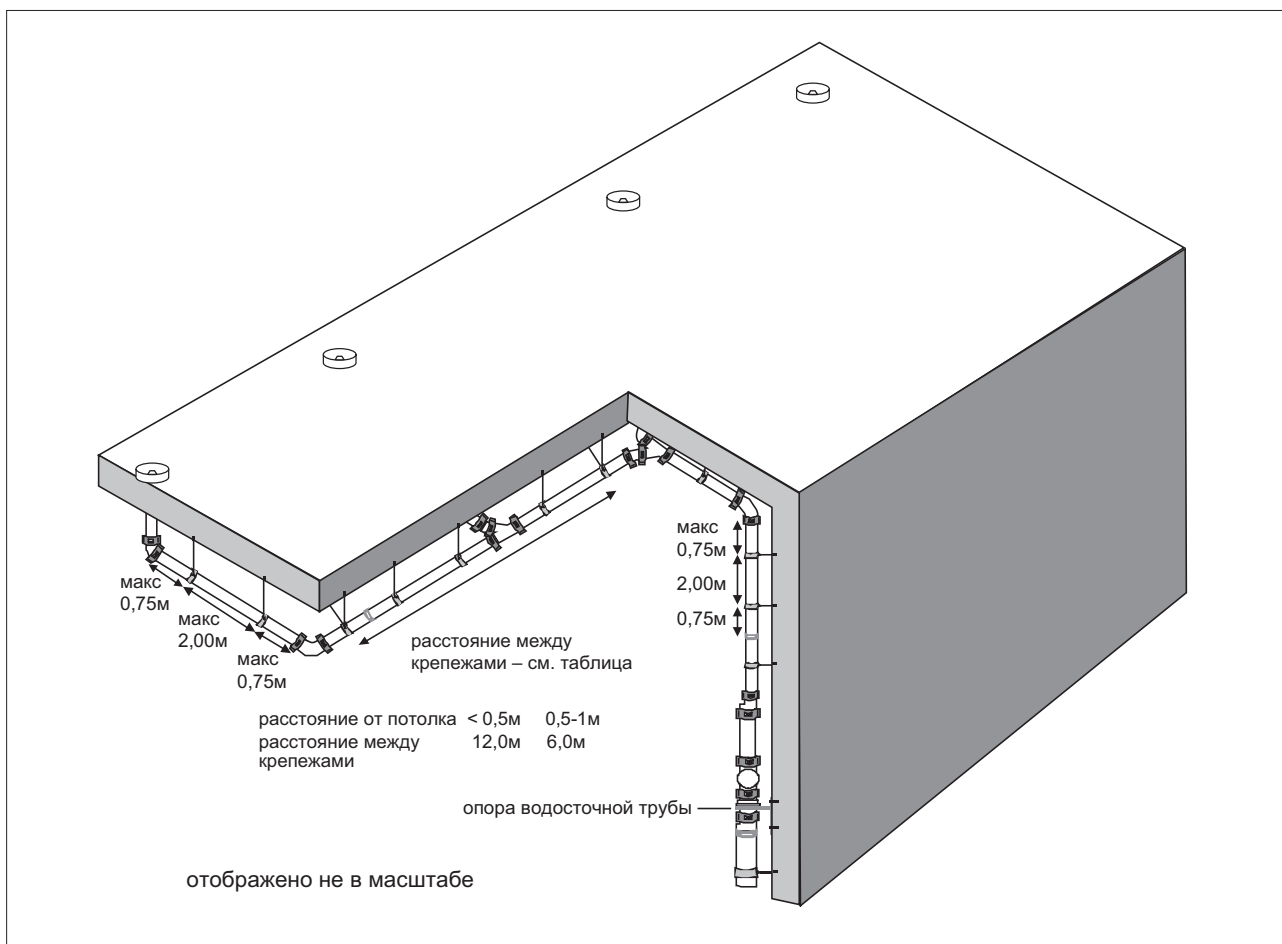 макс
0,75м
2,00м
0,75м
макс
0,75м
макс
2,00м
макс
0,75м
расстояние между
крепежами – см. таблица
расстояние от потолка < 0,5м 0,5-1м
расстояние между 12,0м 6,0м
крепежами
опора водосточной трубы
отображено не в масштабе